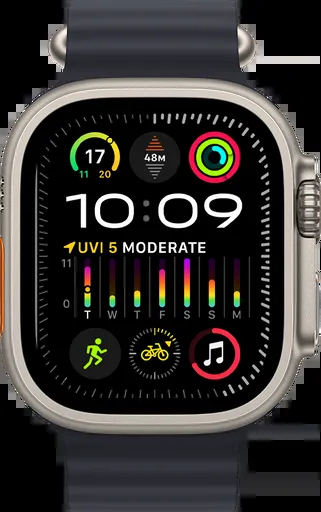 17
11 20
48M
10:09
UVI 5 MODERATE
11
0
T W T F S S M